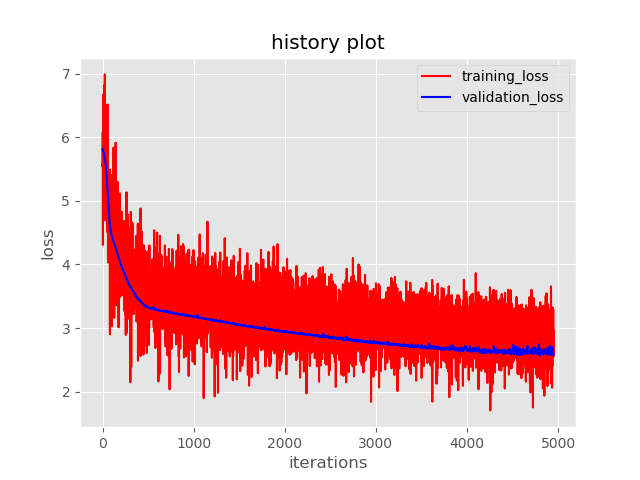 history plot
training_loss
validation_loss
7
6
5
4
3
2
loss
0 1000 2000 3000 4000 5000
iterations